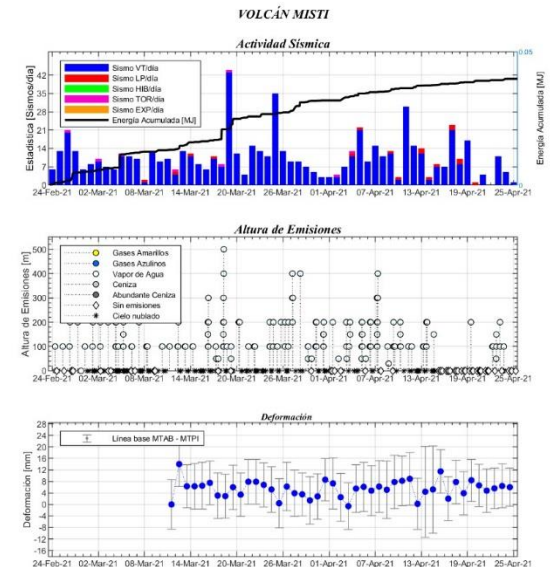 VOLCÁN MISTI
Actividad Sísmica
Estadística [Sismos/día]
42
35
28
21
14
7
0
Sismo VT/día
Sismo LP/día
Sismo HIB/día
Sismo TOR/día
Sismo EXP/día
Energía Acumulada [MJ]
0.05
0
Energía Acumulada [MJ]
24-Feb-21 02-Mar-21 08-Mar-21 14-Mar-21 20-Mar-21 26-Mar-21 01-Apr-21 07-Apr-21 13-Apr-21 19-Apr-21 25-Apr-21
Altura de Emisiones
Altura de Emisiones [m]
500
400
300
200
100
0
Gases Amarillos
Gases Azulinos
Vapor de Agua
Ceniza
Abundante Ceniza
Sin emisiones
Cielo nublado
24-Feb-21 02-Mar-21 08-Mar-21 14-Mar-21 20-Mar-21 26-Mar-21 01-Apr-21 07-Apr-21 13-Apr-21 19-Apr-21 25-Apr-21
Deformación
Deformacion [mm]
28
24
20
16
12
8
4
0
-4
-8
-12
-16
Línea base MTAB - MTPI
24-Feb-21 02-Mar-21 08-Mar-21 14-Mar-21 20-Mar-21 26-Mar-21 01-Apr-21 07-Apr-21 13-Apr-21 19-Apr-21 25-Apr-21